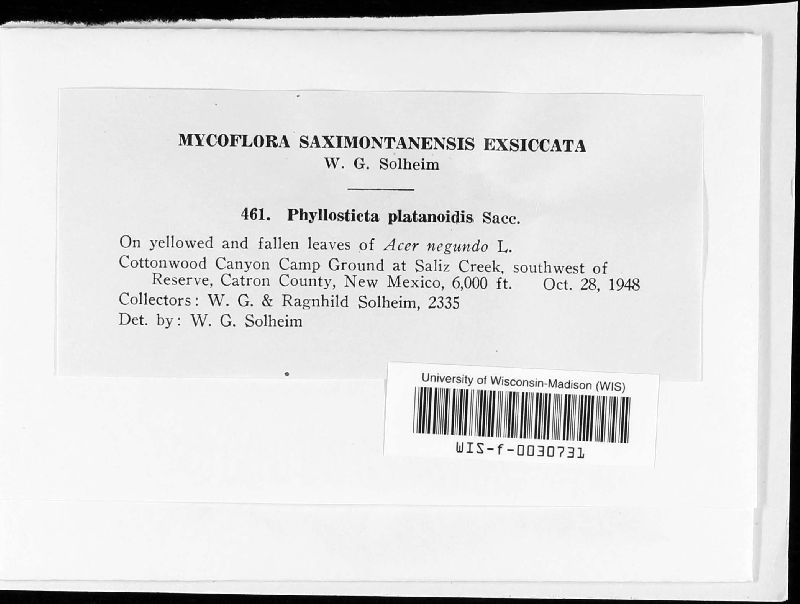 MYCOFLORA SAXIMONTANENSIS EXSICCATA
W. G. Solheim
461. Phyllosticta platanoidis Sacc.
On yellowed and fallen leaves of Acer negundo L.
Cottonwood Canyon Camp Ground at Saliz Creek, southwest of
Reserve, Catron County, New Mexico, 6,000 ft. Oct. 28, 1948
Collectors: W. G. & Ragnhild Solheim, 2335
Det. by: W. G. Solheim
University of Wisconsin-Madison (WIS)
WIS-f-0030731